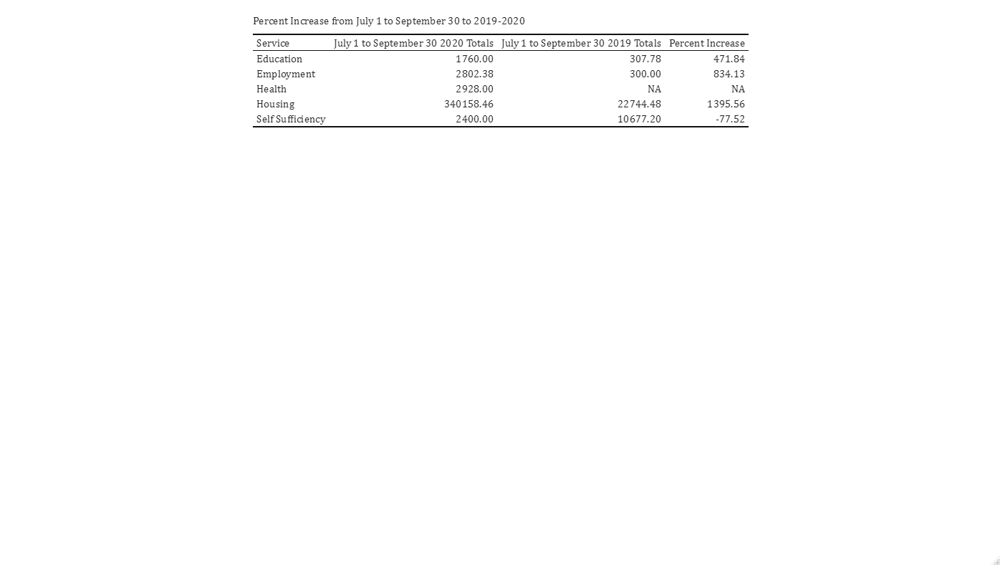 Percent Increase from July 1 to September 30 to 2019-2020
Service July 1 to September 30 2020 Totals July 1 to September 30 2019 Totals Percent Increase
Education 1760.00 307.78 471.84
Employment 2802.38 300.00 834.13
Health 2928.00 NA NA
Housing 340158.46 22744.48 1395.56
Self Sufficiency 2400.00 10677.20 -77.52